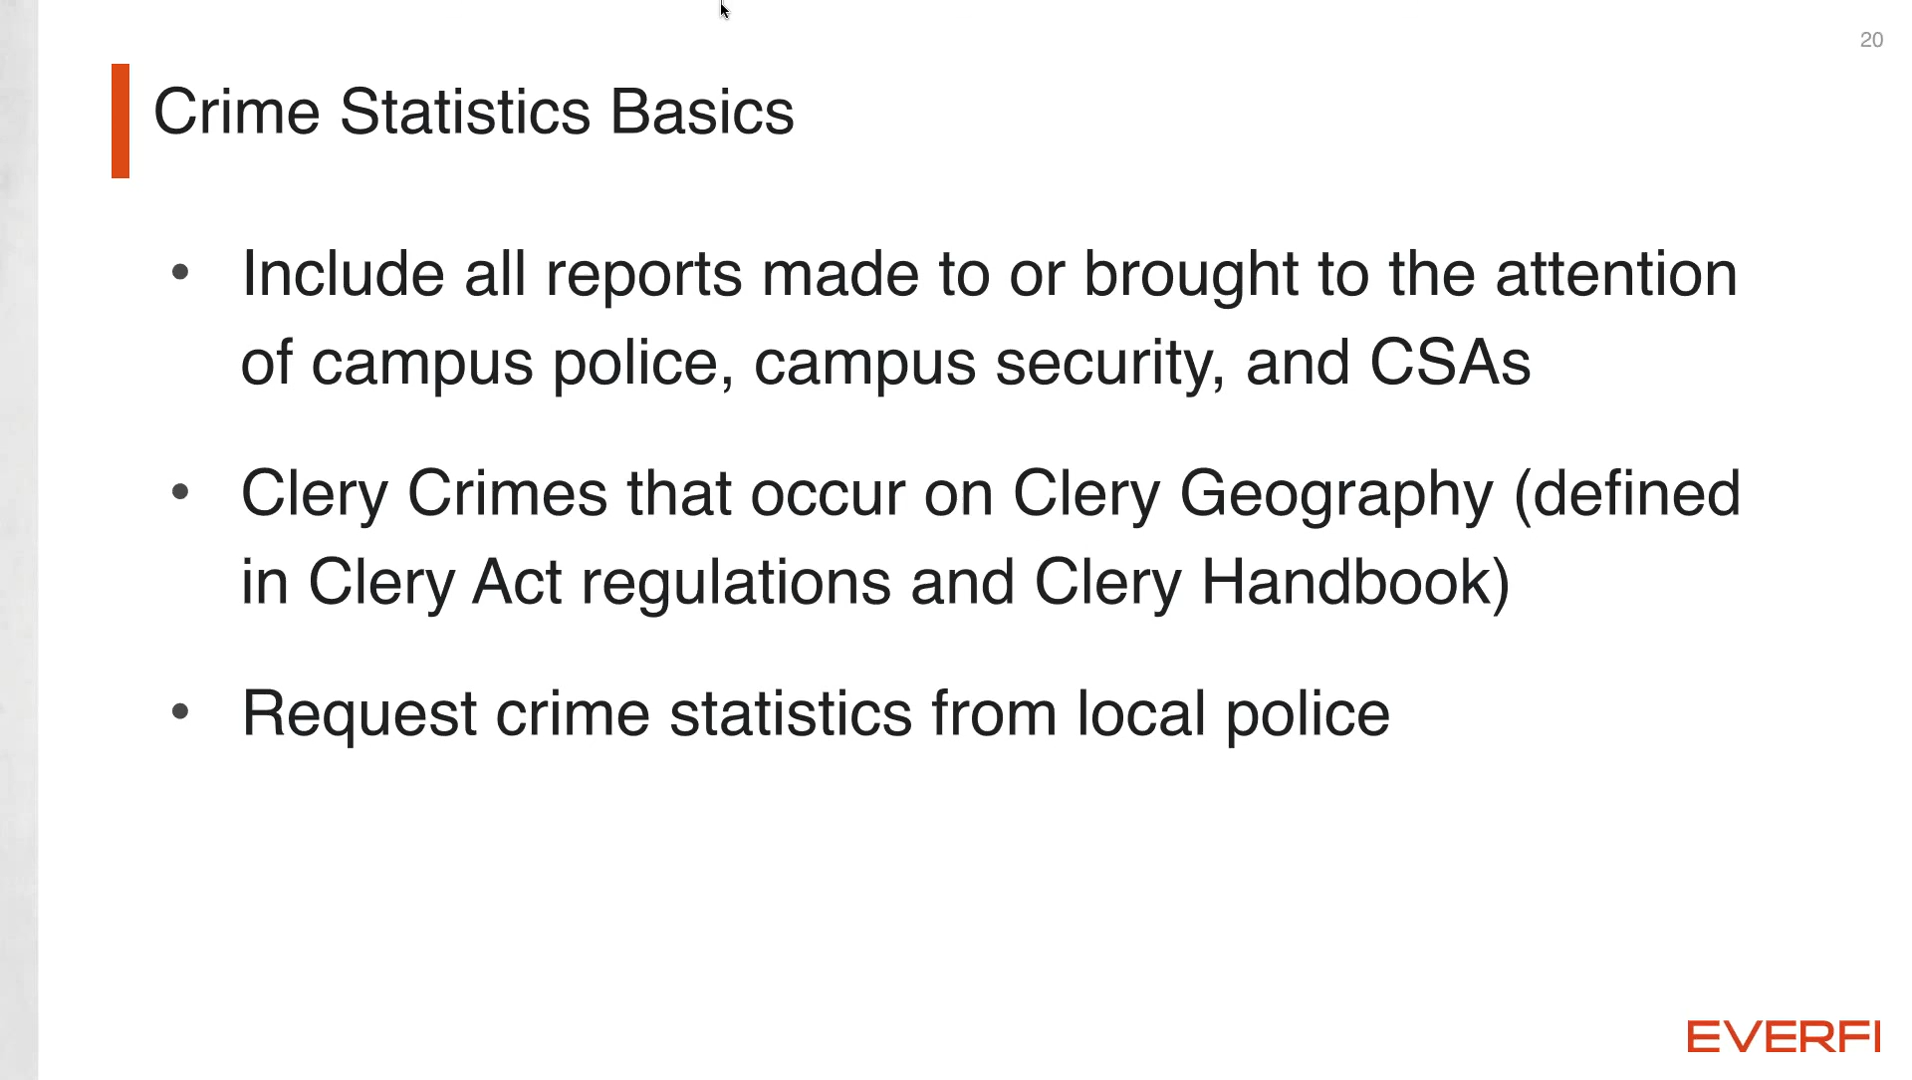 20
Crime Statistics Basics
• Include all reports made to or brought to the attention
of campus police, campus security, and CSAs
• Clery Crimes that occur on Clery Geography (defined
in Clery Act regulations and Clery Handbook)
• Request crime statistics from local police
EVERFI